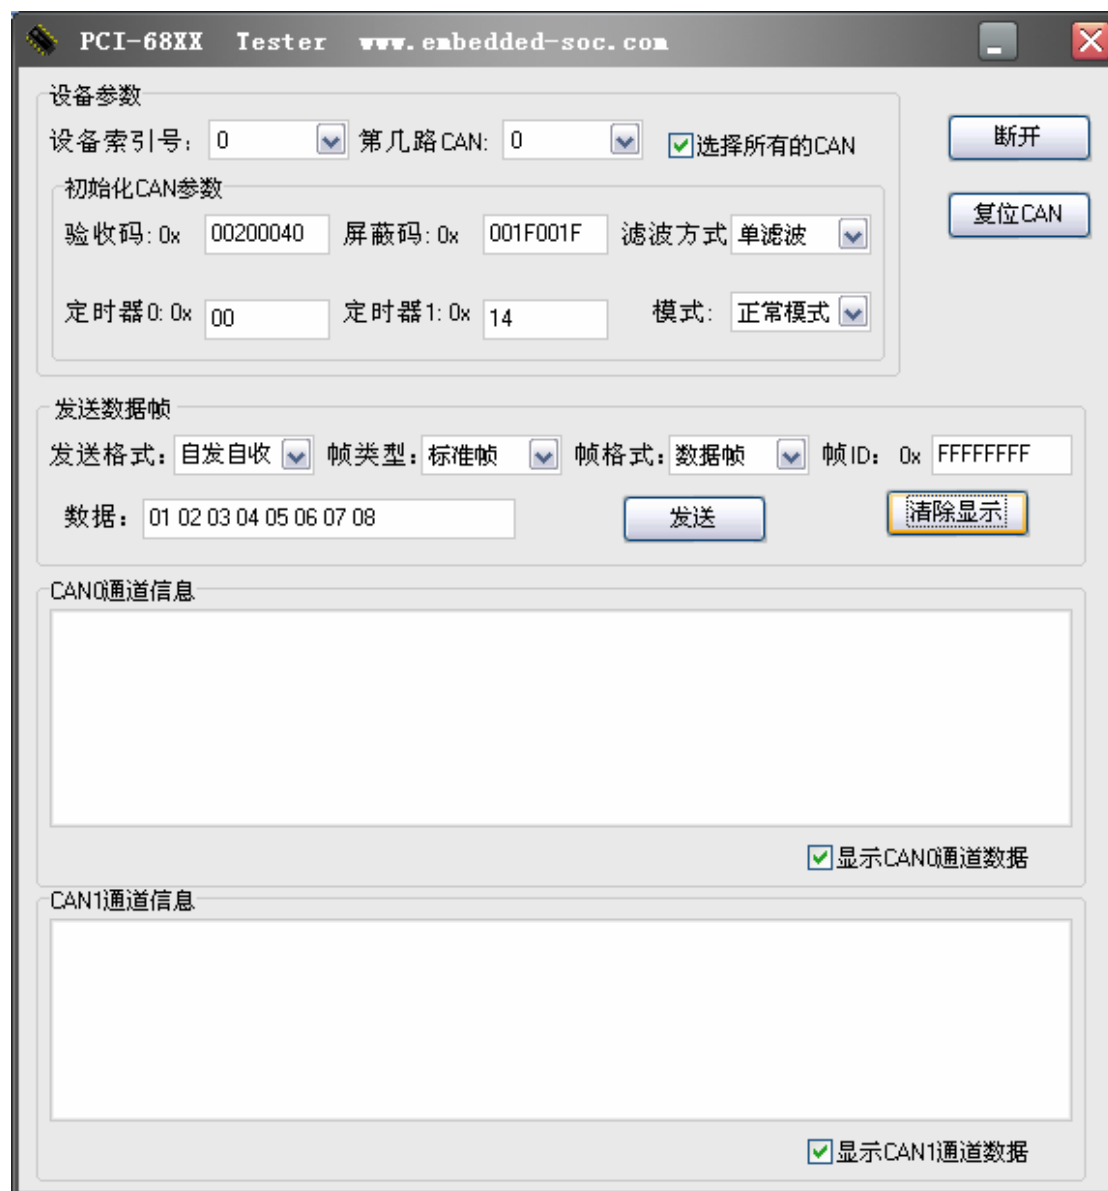 PCI-68XX Tester www.embedded-soc.com
设备参数
设备索引号: 0 第几路CAN: 0 选择所有的CAN 断开
初始化CAN参数
验收码: 0x 00200040 屏蔽码: 0x 001F001F 滤波方式 单滤波 复位CAN
定时器0: 0x 00 定时器1: 0x 14 模式: 正常模式
发送数据帧
发送格式: 自发自收 帧类型: 标准帧 帧格式: 数据帧 帧ID: 0x FFFFFFFF
数据: 01 02 03 04 05 06 07 08 发送 清除显示
CAN0通道信息
显示CAN0通道数据
CAN1通道信息
显示CAN1通道数据